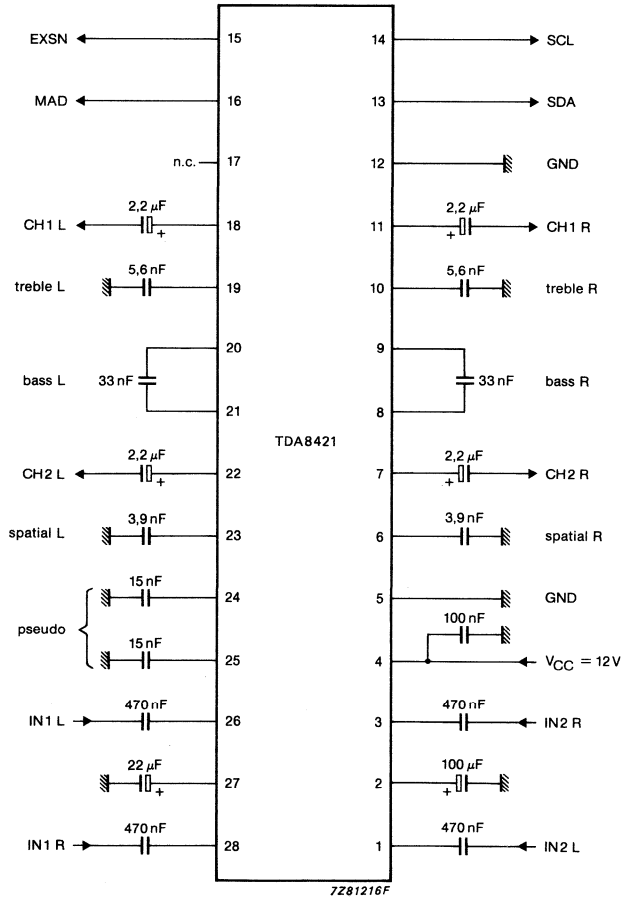 EXSN 15 14 SCL
MAD 16 13 SDA
n.c. 17 12 GND
2,2 µF 2,2 µF
CH1 L + 18 11 + CH1 R
5,6 nF 5,6 nF
treble L 19 10 treble R
20 9
bass L 33 nF 33 nF bass R
21 8
TDA8421
2,2 µF 2,2 µF
CH2 L + 22 7 + CH2 R
3,9 nF 3,9 nF
spatial L 23 6 spatial R
15 nF
24 5 GND
pseudo 100 nF
15 nF
25 4 VCC = 12 V
470 nF 470 nF
IN1 L 26 3 IN2 R
22 µF 100 µF
+ 27 2 +
470 nF 470 nF
IN1 R 28 1 IN2 L
7Z81216F